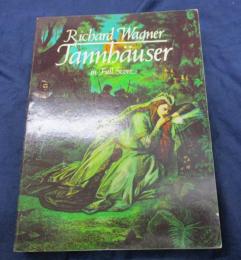 Richard Wagner
Tannhäuser
in Full Score